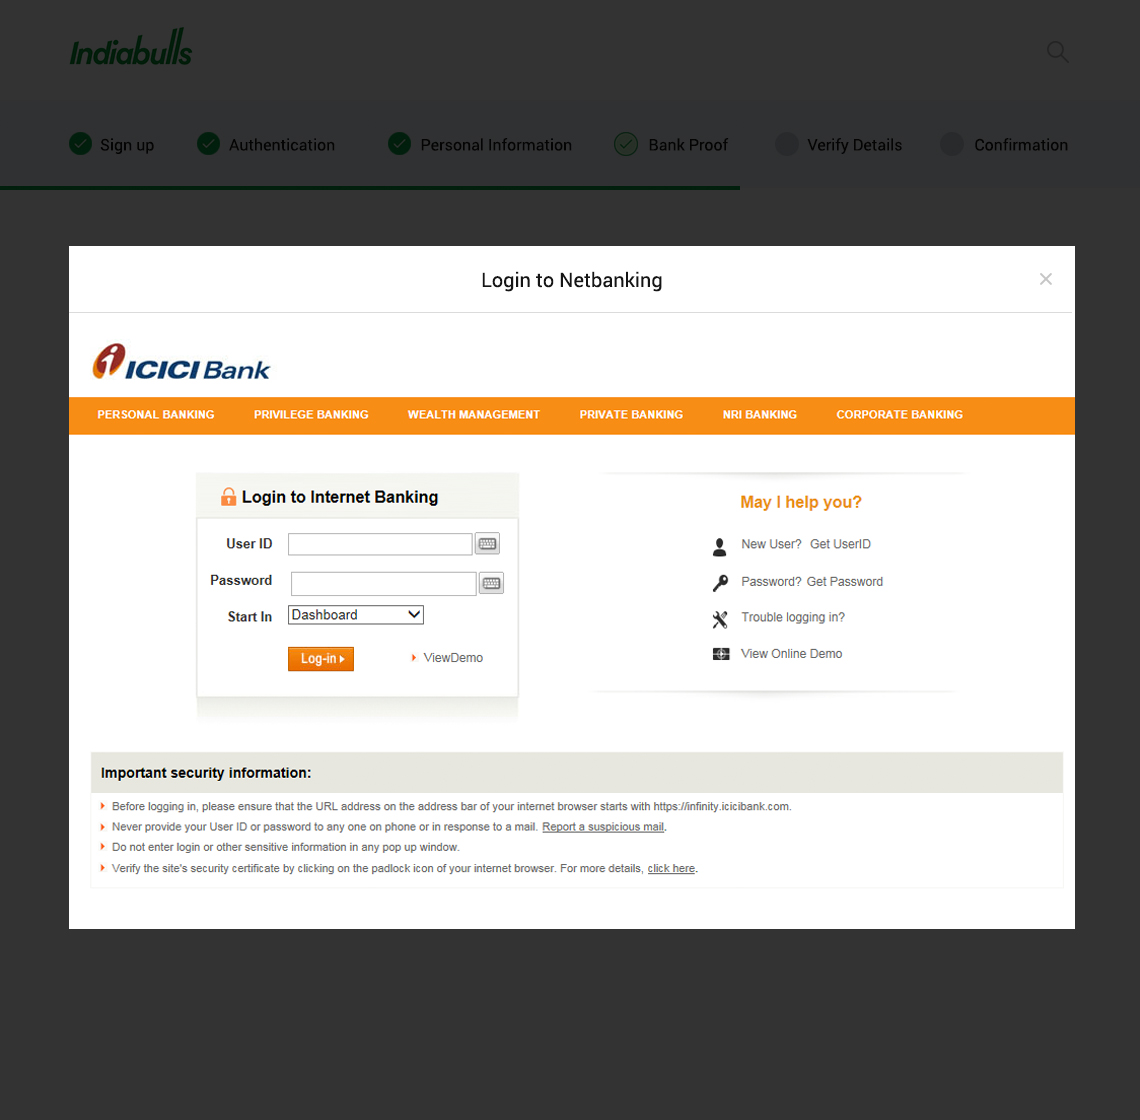 Indiabulls
Sign up Authentication Personal Information Bank Proof Verify Details Confirmation
Login to Netbanking
ICICI Bank
PERSONAL BANKING PRIVILEGE BANKING WEALTH MANAGEMENT PRIVATE BANKING NRI BANKING CORPORATE BANKING
Login to Internet Banking
User ID
Password
Start In Dashboard
Log-in ViewDemo
May I help you?
New User? Get UserID
Password? Get Password
Trouble logging in?
View Online Demo
Important security information:
Before logging in, please ensure that the URL address on the address bar of your internet browser starts with https://infinity.icicibank.com.
Never provide your User ID or password to any one on phone or in response to a mail. Report a suspicious mail.
Do not enter login or other sensitive information in any pop up window.
Verify the site's security certificate by clicking on the padlock icon of your internet browser. For more details, click here.